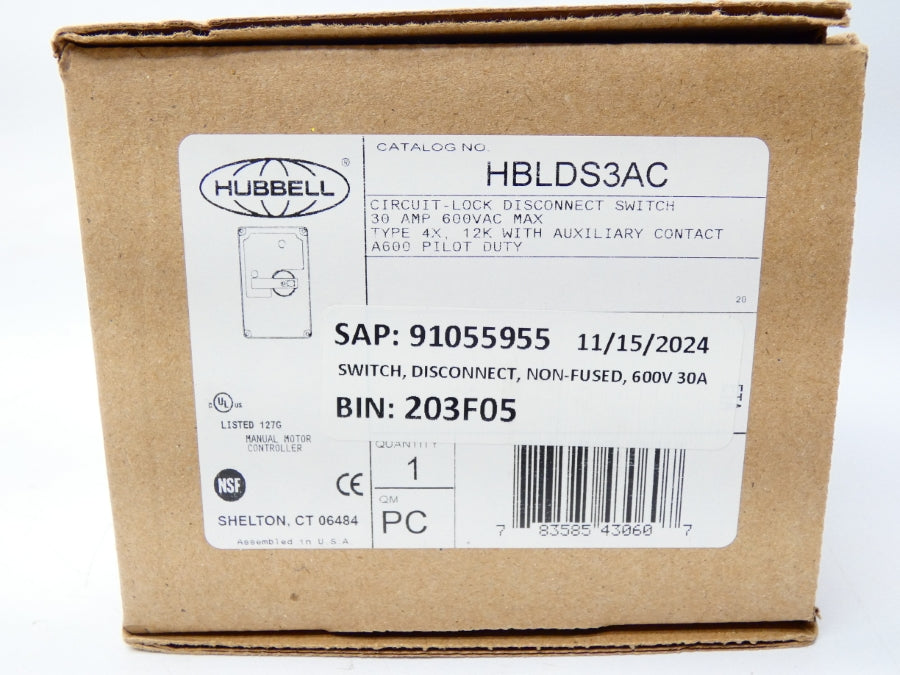 HUBBELL ®
CATALOG NO.
HBLDS3AC
CIRCUIT-LOCK DISCONNECT SWITCH
30 AMP 600VAC MAX
TYPE 4X, 12K WITH AUXILIARY CONTACT
A600 PILOT DUTY
20
SAP: 91055955 11/15/2024
SWITCH, DISCONNECT, NON-FUSED, 600V 30A
BIN: 203F05
C UL US
LISTED 127G
MANUAL MOTOR
CONTROLLER
NSF CE
SHELTON, CT 06484
Assembled in U.S.A.
QUANTITY
1
QM
PC
7 83585 43060 7